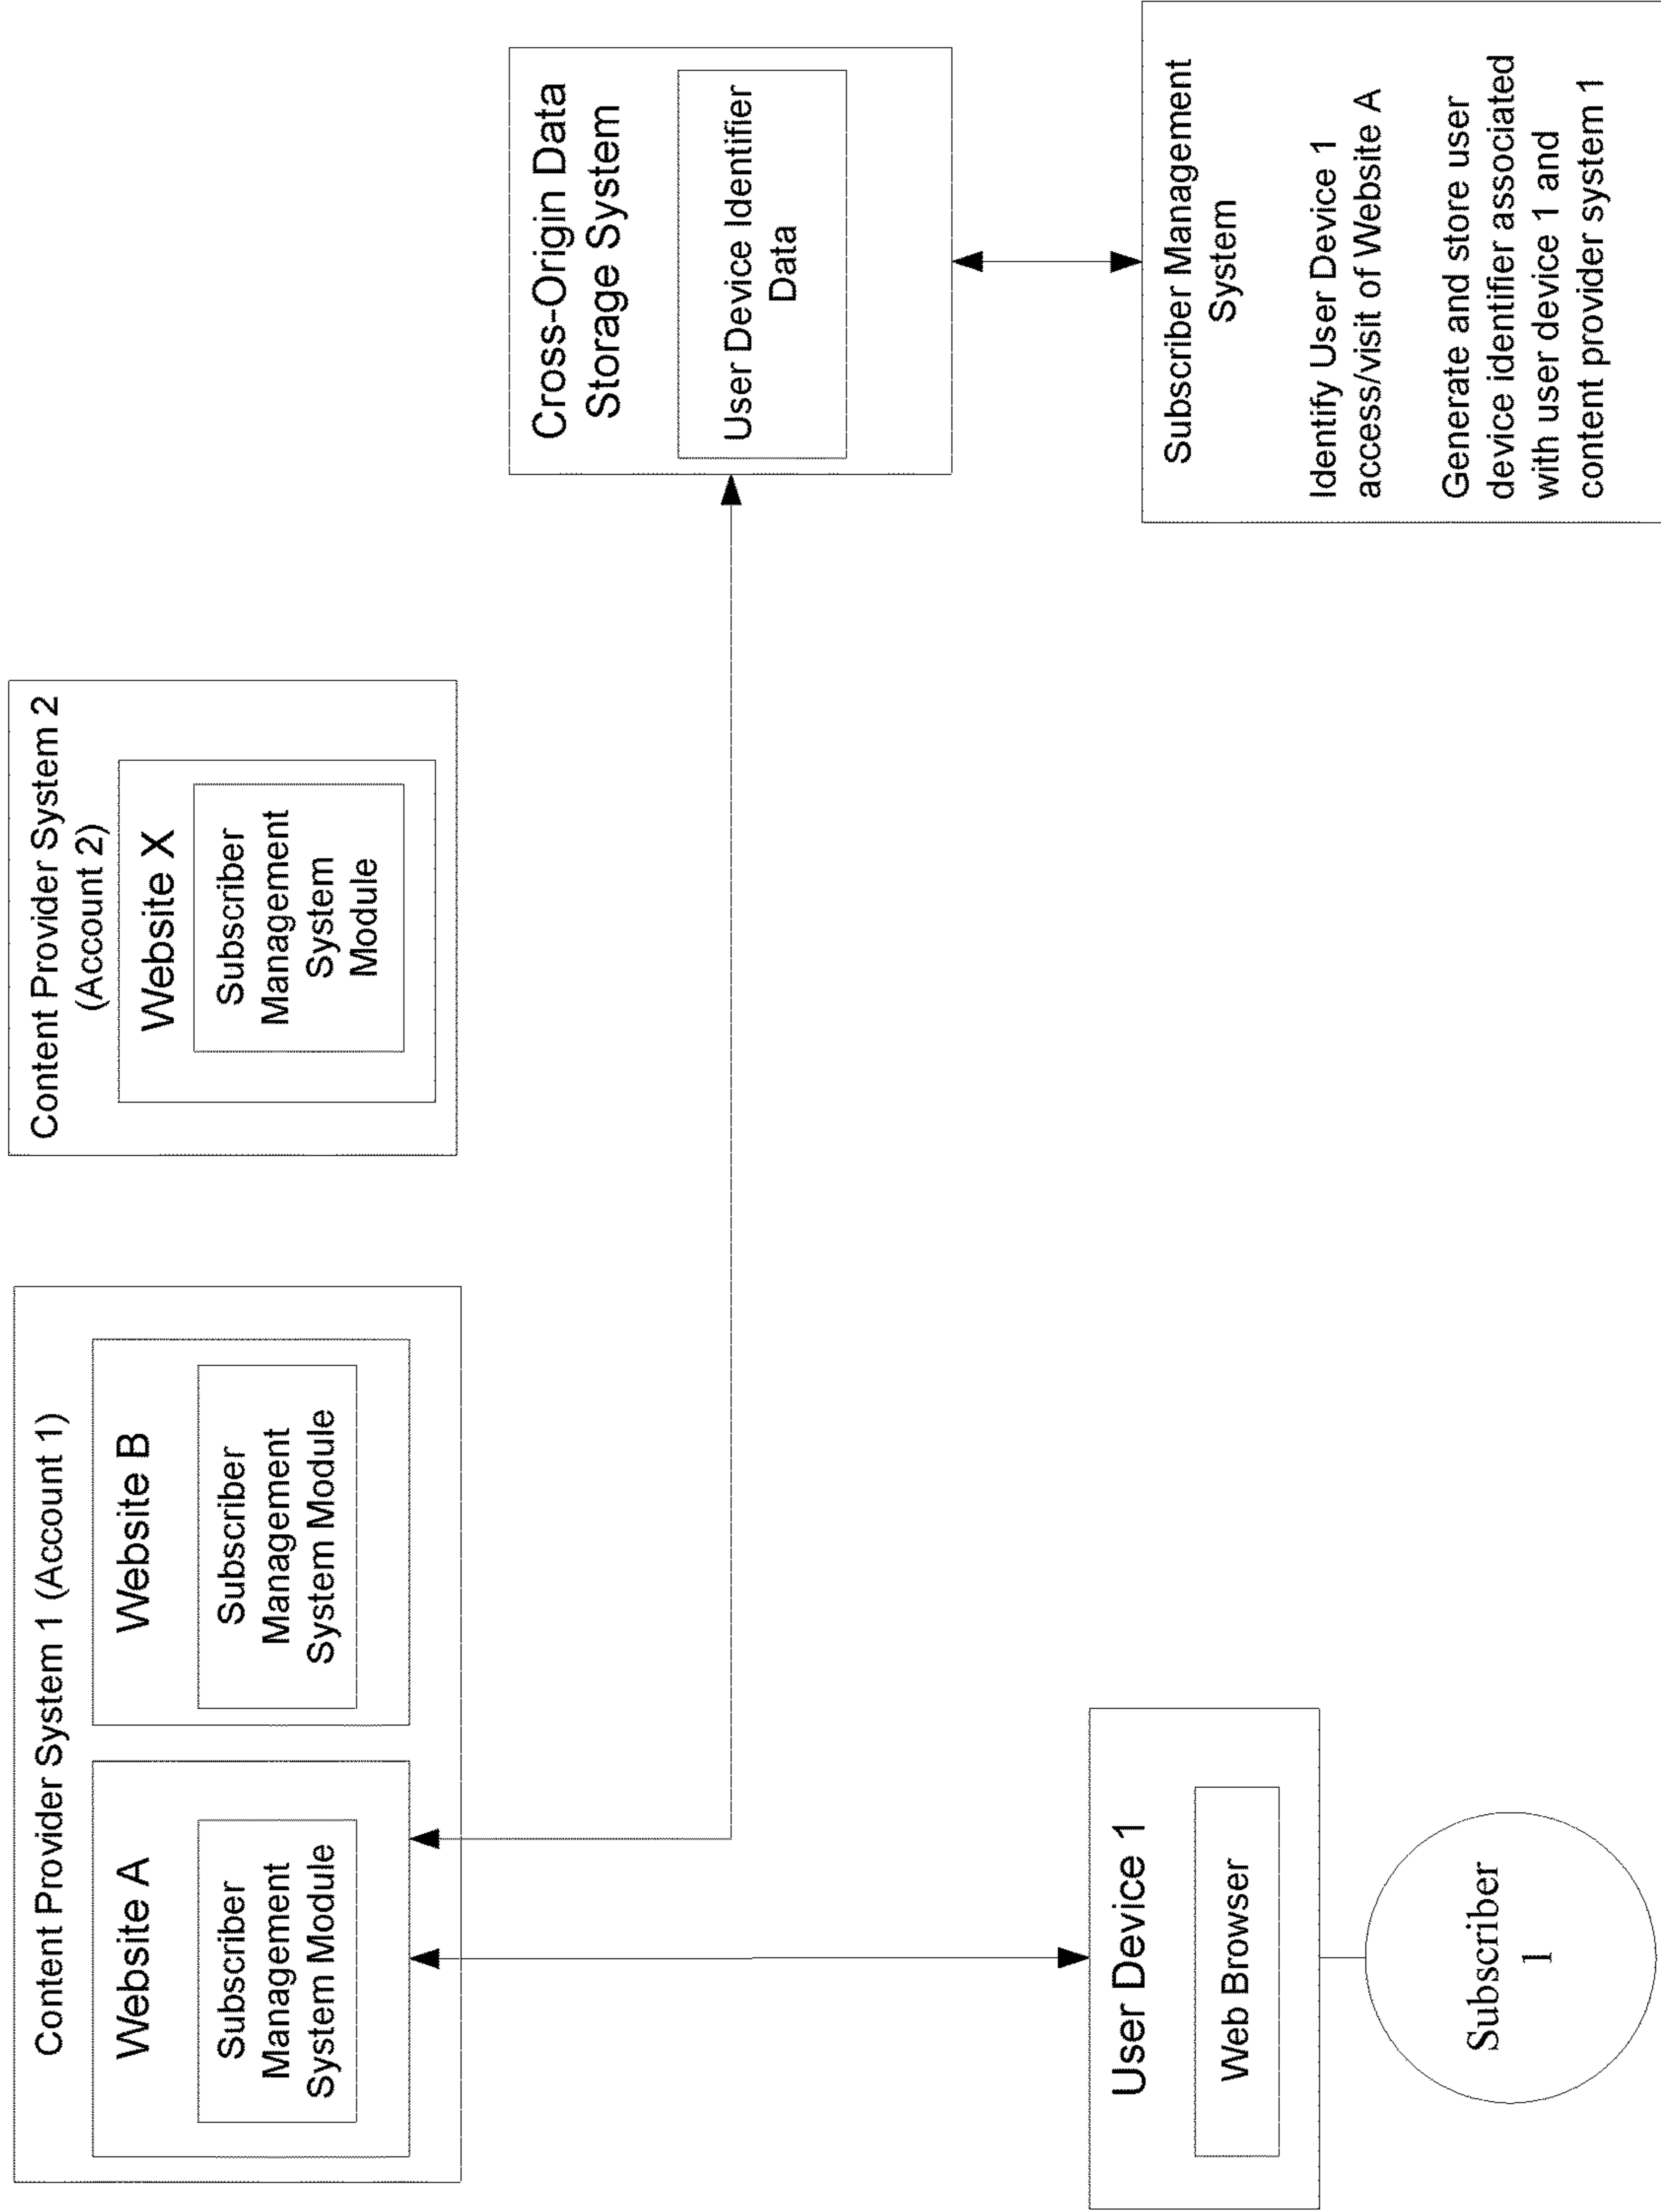 Content Provider System 1 (Account 1)
Website A
Subscriber
Management
System Module
Website B
Subscriber
Management
System Module
Content Provider System 2
(Account 2)
Website X
Subscriber
Management
System
Module
Cross-Origin Data
Storage System
User Device Identifier
Data
User Device 1
Web Browser
Subscriber
1
Subscriber Management
System
Identify User Device 1
access/visit of Website A
Generate and store user
device identifier associated
with user device 1 and
content provider system 1